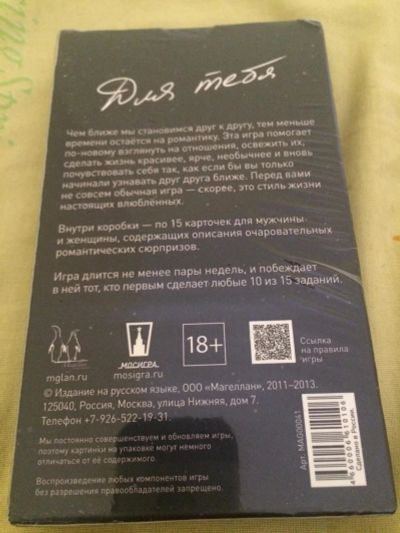 Для тебя
Чем ближе мы становимся друг к другу, тем меньше
времени остаётся на романтику. Эта игра помогает
по-новому взглянуть на отношения, освежить их;
сделать жизнь красивее, ярче, необычнее и вновь
почувствовать себя так, как если бы вы только
начинали узнавать друг друга ближе. Перед вами
не совсем обычная игра — скорее, это стиль жизни
настоящих влюблённых.
Внутри коробки — по 15 карточек для мужчины
и женщины, содержащих описания очаровательных
романтических сюрпризов.
Игра длится не менее пары недель, и побеждает
в ней тот, кто первым сделает любые 10 из 15 заданий.
МОСИГРА
18+
Ссылка
на правила
игры
mglan.ru
mosigra.ru
© Издание на русском языке, ООО «Магеллан», 2011–2013.
125040, Россия, Москва, улица Нижняя, дом 7.
Телефон +7-926-522-19-31.
Мы постоянно совершенствуем и обновляем игры,
поэтому картинки на упаковке могут немного
отличаться от её содержимого.
Воспроизведение любых компонентов игры
без разрешения правообладателей запрещено.
Арт. МА000041
4660006610106
Сделано в России.